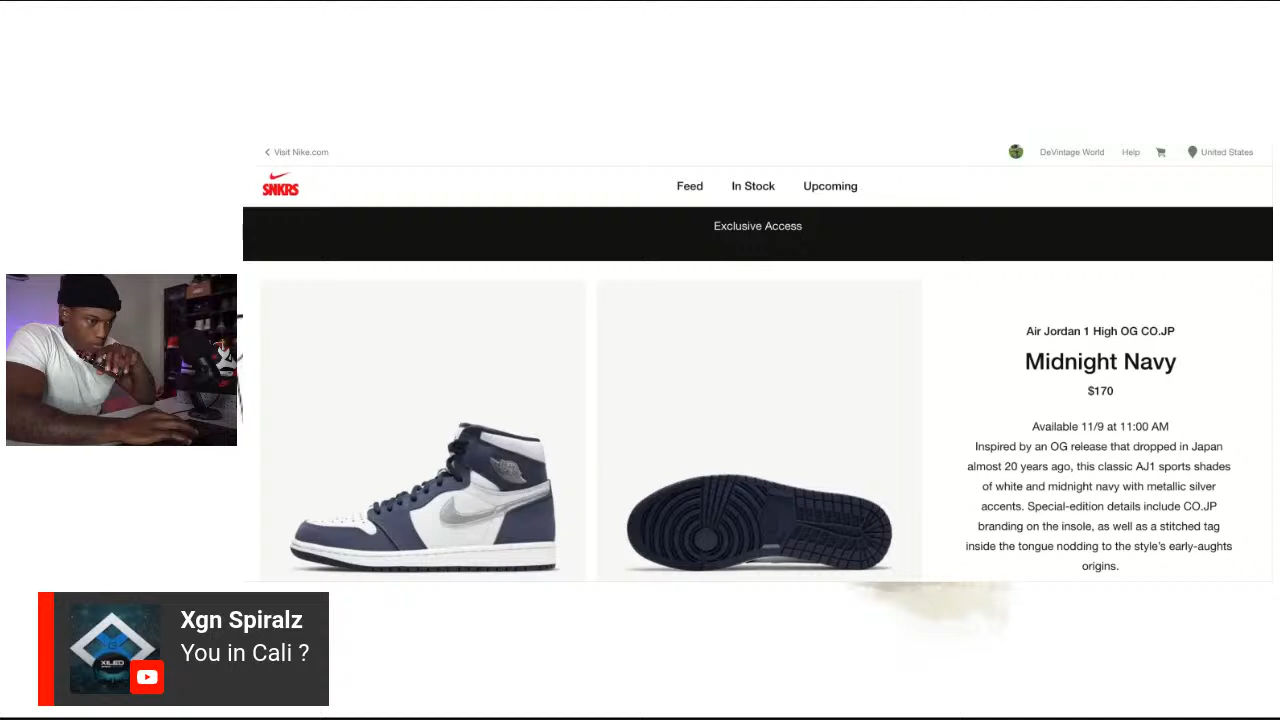 Visit Nike.com
DeVintage World
Help
United States
SNKRS
Feed
In Stock
Upcoming
Exclusive Access
Air Jordan 1 High OG CO.JP
Midnight Navy
$170
Available 11/9 at 11:00 AM
Inspired by an OG release that dropped in Japan
almost 20 years ago, this classic AJ1 sports shades
of white and midnight navy with metallic silver
accents. Special-edition details include CO.JP
branding on the insole, as well as a stitched tag
inside the tongue nodding to the style's early-aughts
origins.
XILED
Xgn Spiralz
You in Cali ?